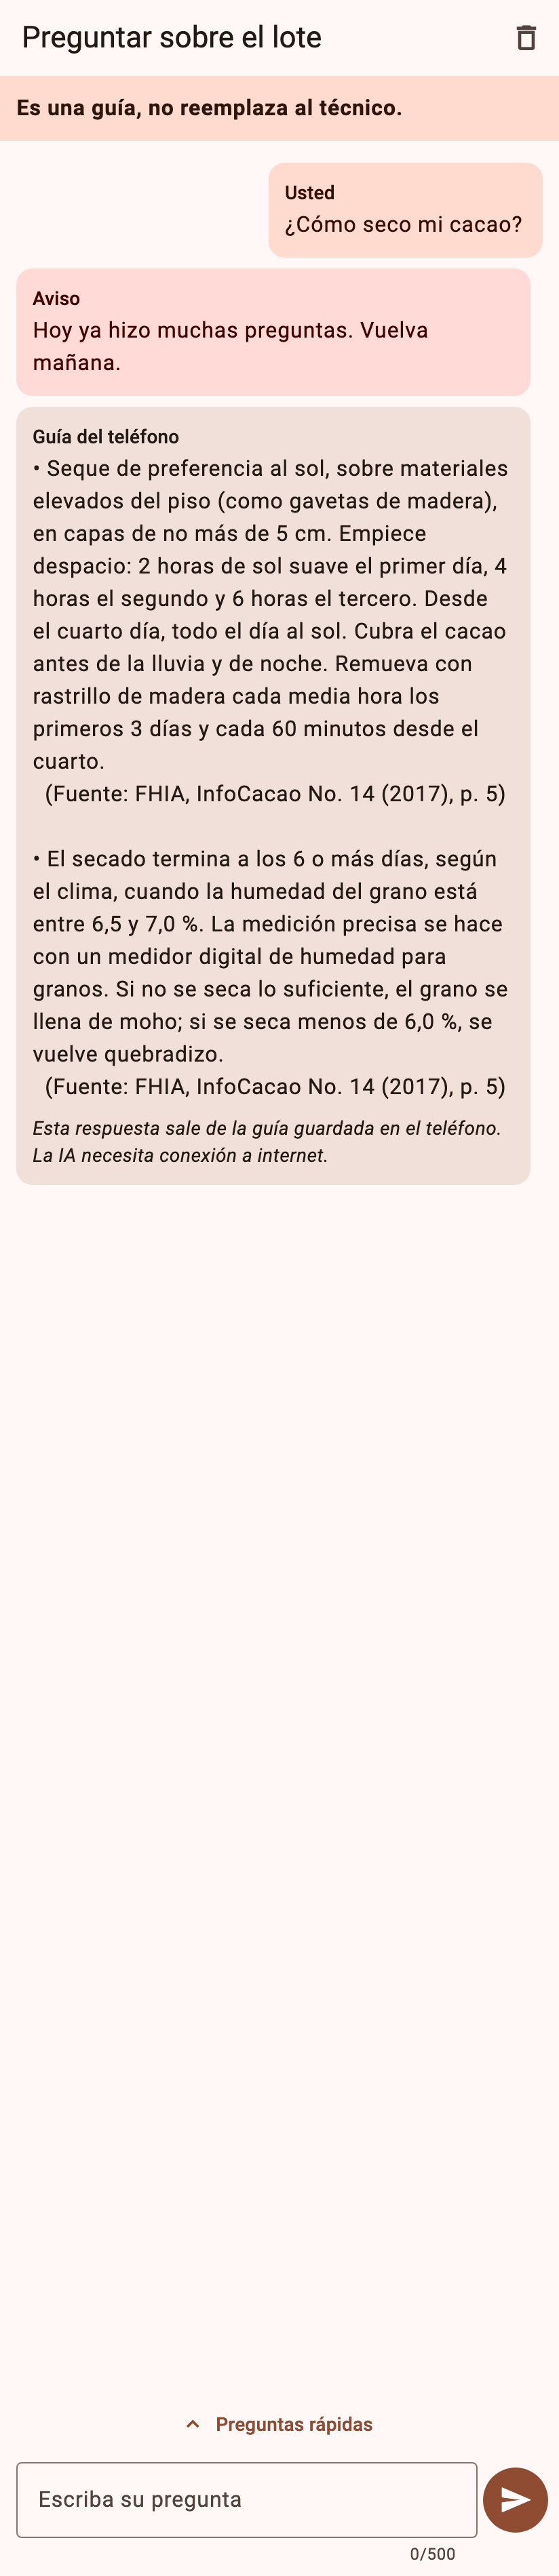 Preguntar sobre el lote
Es una guía, no reemplaza al técnico.
Usted
¿Cómo seco mi cacao?
Aviso
Hoy ya hizo muchas preguntas. Vuelva
mañana.
Guía del teléfono
• Seque de preferencia al sol, sobre materiales
elevados del piso (como gavetas de madera),
en capas de no más de 5 cm. Empiece
despacio: 2 horas de sol suave el primer día, 4
horas el segundo y 6 horas el tercero. Desde
el cuarto día, todo el día al sol. Cubra el cacao
antes de la lluvia y de noche. Remueva con
rastrillo de madera cada media hora los
primeros 3 días y cada 60 minutos desde el
cuarto.
(Fuente: FHIA, InfoCacao No. 14 (2017), p. 5)
• El secado termina a los 6 o más días, según
el clima, cuando la humedad del grano está
entre 6,5 y 7,0 %. La medición precisa se hace
con un medidor digital de humedad para
granos. Si no se seca lo suficiente, el grano se
llena de moho; si se seca menos de 6,0 %, se
vuelve quebradizo.
(Fuente: FHIA, InfoCacao No. 14 (2017), p. 5)
Esta respuesta sale de la guía guardada en el teléfono.
La IA necesita conexión a internet.
Preguntas rápidas
Escriba su pregunta
0/500